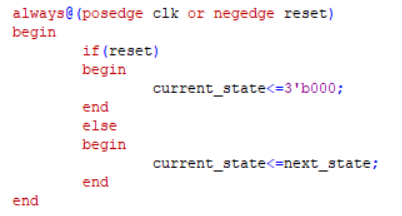 always@(posedge clk or negedge reset)
begin
if(reset)
begin
current_state<=3'b000;
end
else
begin
current_state<=next_state;
end
end